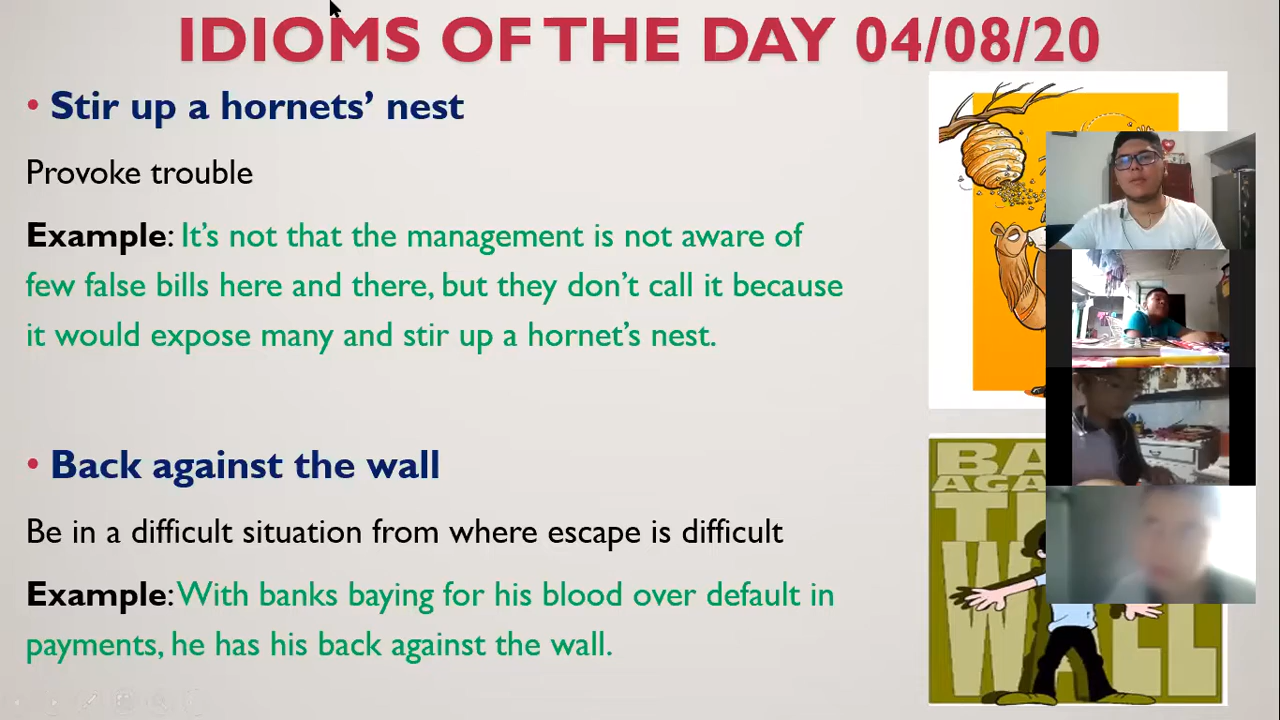 IDIOMS OF THE DAY 04/08/20
• Stir up a hornets’ nest
Provoke trouble
Example: It’s not that the management is not aware of
few false bills here and there, but they don’t call it because
it would expose many and stir up a hornet’s nest.
• Back against the wall
Be in a difficult situation from where escape is difficult
Example: With banks baying for his blood over default in
payments, he has his back against the wall.